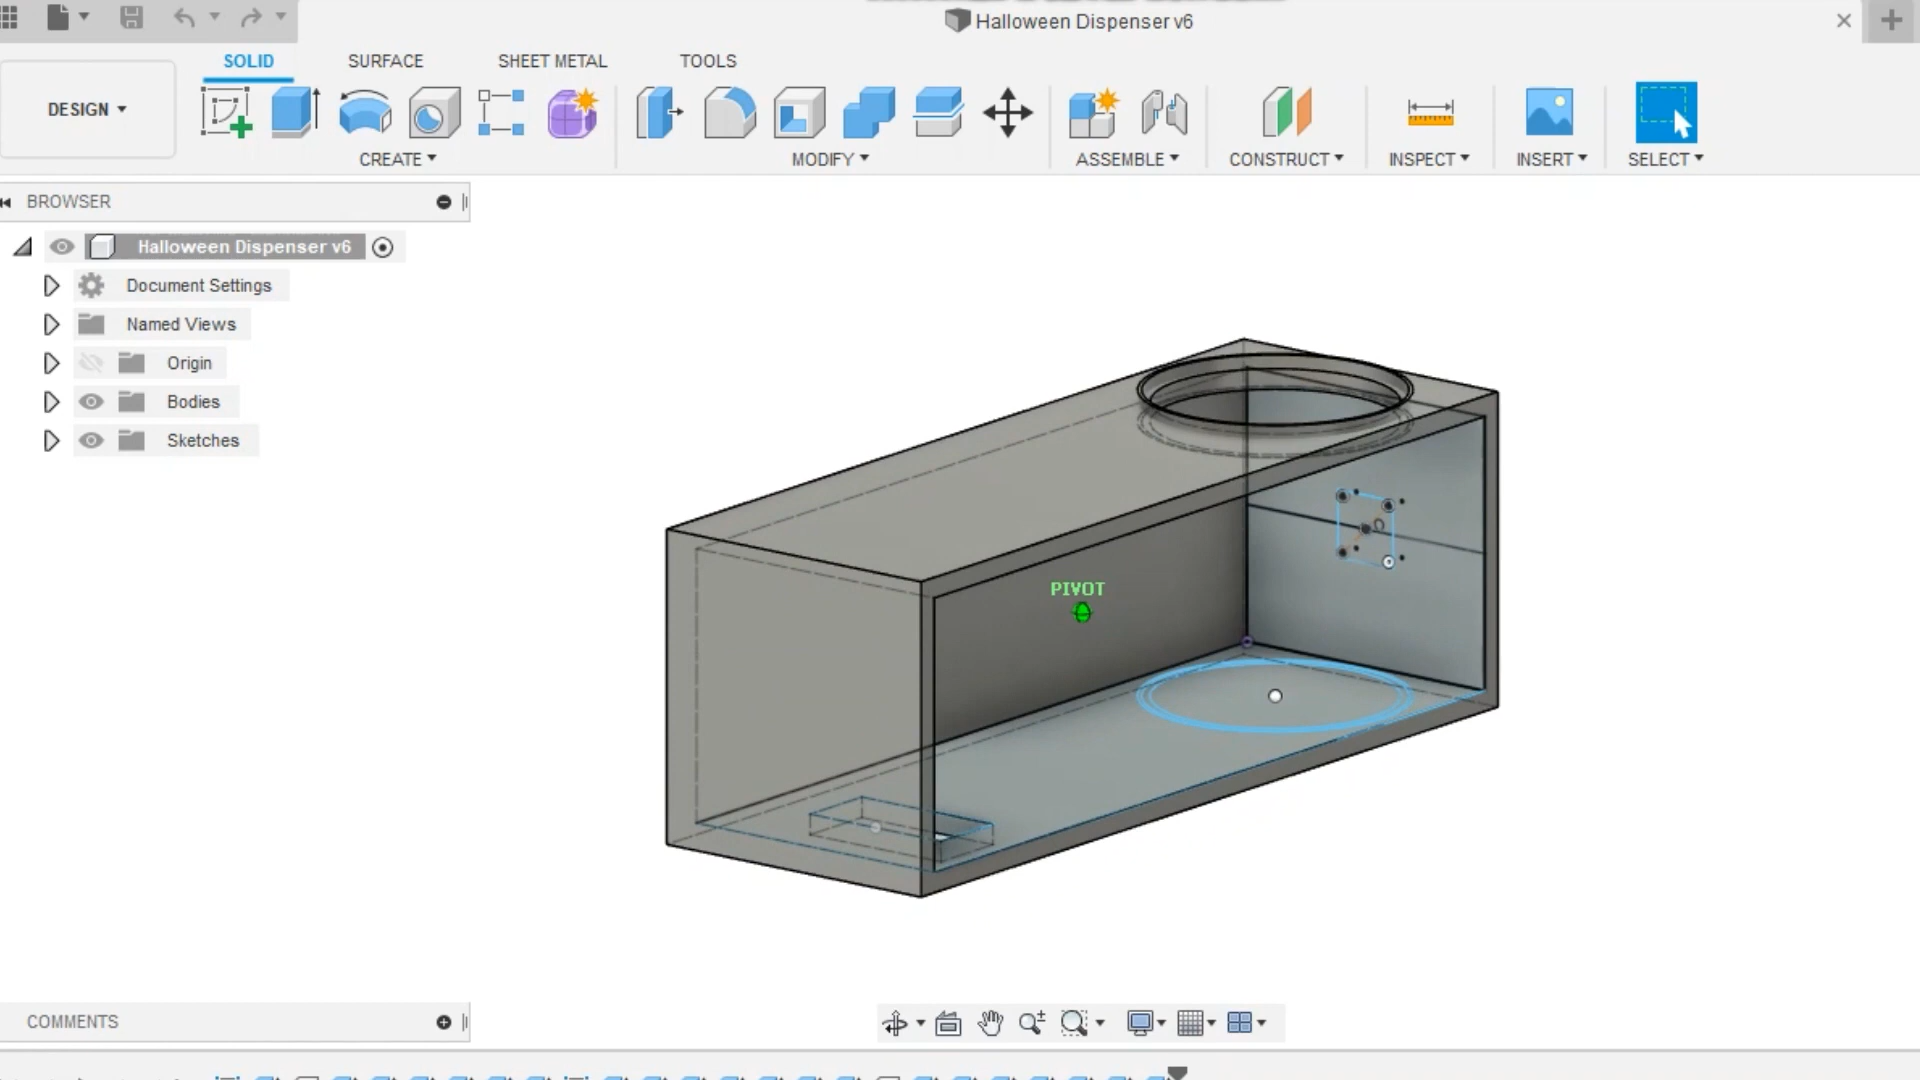 Halloween Dispenser v6
SOLID SURFACE SHEET METAL TOOLS
DESIGN
CREATE MODIFY ASSEMBLE CONSTRUCT INSPECT INSERT SELECT
BROWSER
Halloween Dispenser v6
Document Settings
Named Views
Origin
Bodies
Sketches
PIVOT
COMMENTS